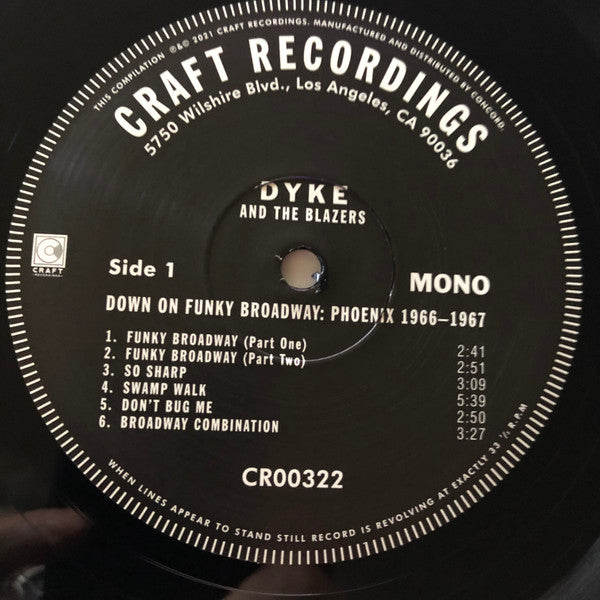 THIS COMPILATION ℗© 2021 CRAFT RECORDINGS. MANUFACTURED AND DISTRIBUTED BY CONCORD.
CRAFT RECORDINGS
5750 Wilshire Blvd., Los Angeles, CA 90036
DYKE
AND THE BLAZERS
C
CRAFT
RECORDINGS
Side 1
MONO
DOWN ON FUNKY BROADWAY: PHOENIX 1966–1967
1. FUNKY BROADWAY (Part One) 2:41
2. FUNKY BROADWAY (Part Two) 2:51
3. SO SHARP 3:09
4. SWAMP WALK 5:39
5. DON'T BUG ME 2:50
6. BROADWAY COMBINATION 3:27
CR00322
WHEN LINES APPEAR TO STAND STILL RECORD IS REVOLVING AT EXACTLY 33 ⅓ R.P.M